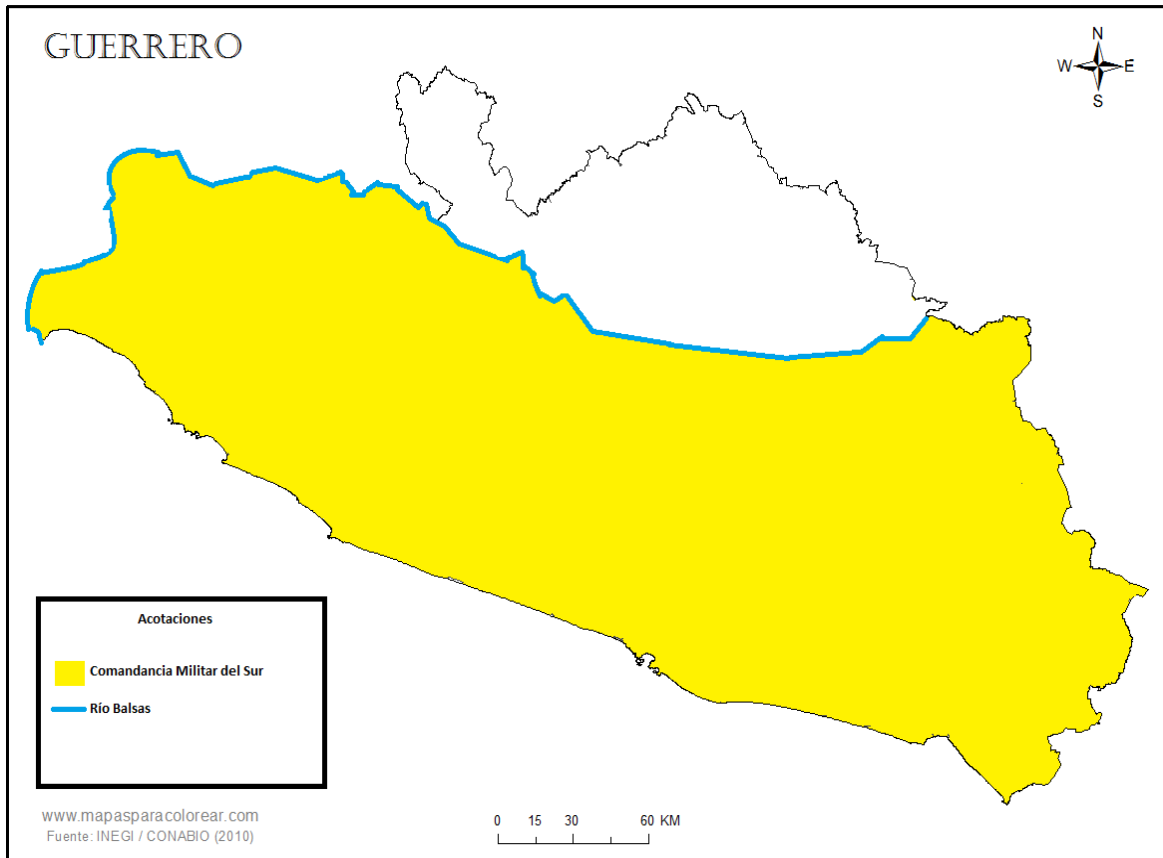 GUERRERO
N
W E
S
Acotaciones
Comandancia Militar del Sur
Río Balsas
www.mapasparacolorear.com
Fuente: INEGI / CONABIO (2010)
0 15 30 60 KM